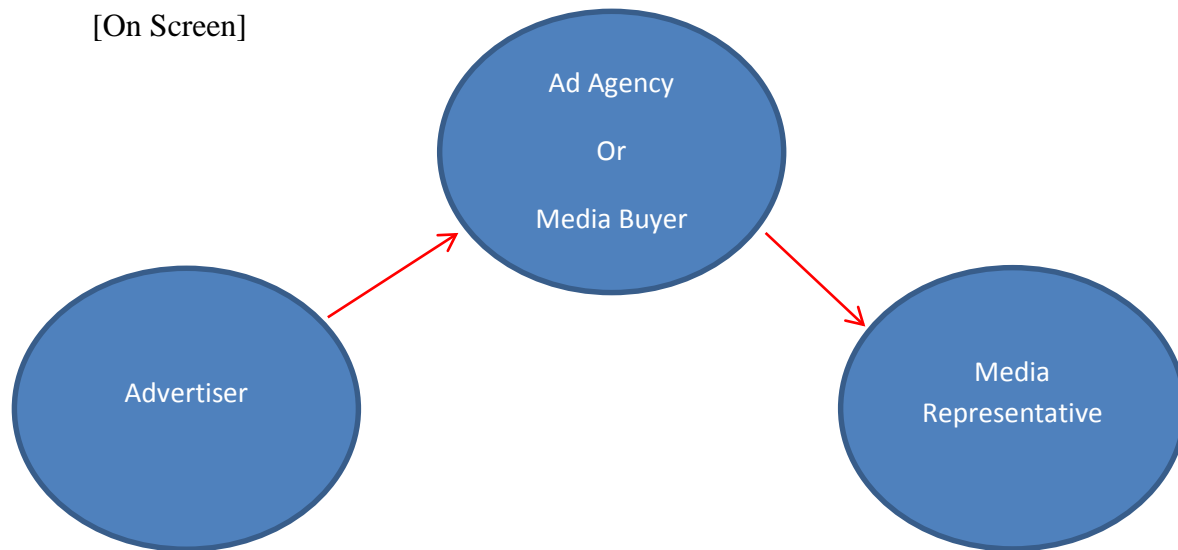 [On Screen]
Ad Agency
Or
Media Buyer
Advertiser
Media
Representative